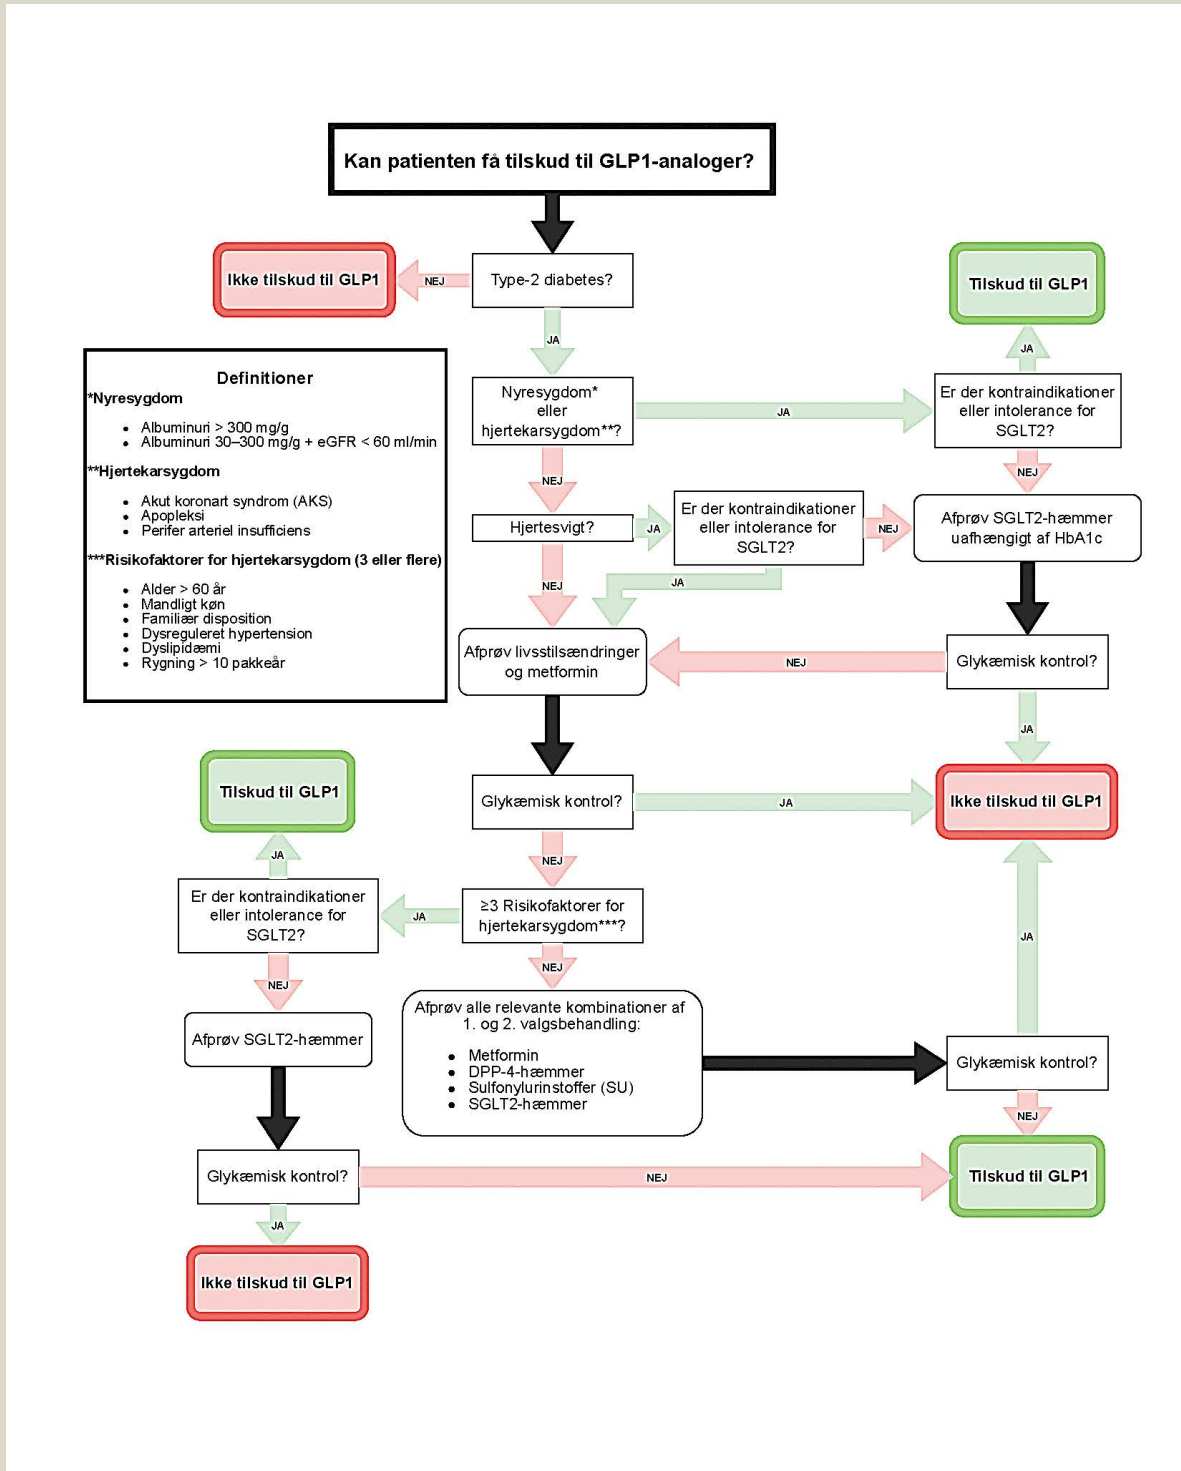 Kan patienten få tilskud til GLP1-analoger?
Ikke tilskud til GLP1
NEJ
Type-2 diabetes?
Tilskud til GLP1
JA
JA
Definitioner
*Nyresygdom
• Albuminuri > 300 mg/g
• Albuminuri 30–300 mg/g + eGFR < 60 ml/min
**Hjertekarsygdom
• Akut koronart syndrom (AKS)
• Apopleksi
• Perifer arteriel insufficiens
***Risikofaktorer for hjertekarsygdom (3 eller flere)
• Alder > 60 år
• Mandligt køn
• Familiær disposition
• Dysreguleret hypertension
• Dyslipidæmi
• Rygning > 10 pakkeår
Nyresygdom*
eller
hjertekarsygdom**?
JA
Er der kontraindikationer
eller intolerance for
SGLT2?
NEJ
NEJ
Hjertesvigt?
JA
Er der kontraindikationer
eller intolerance for
SGLT2?
NEJ
Afprøv SGLT2-hæmmer
uafhængigt af HbA1c
NEJ
JA
Afprøv livsstilsændringer
og metformin
NEJ
Glykæmisk kontrol?
JA
Tilskud til GLP1
Glykæmisk kontrol?
JA
Ikke tilskud til GLP1
JA
NEJ
Er der kontraindikationer
eller intolerance for
SGLT2?
JA
≥3 Risikofaktorer for
hjertekarsygdom***?
JA
NEJ
NEJ
Afprøv SGLT2-hæmmer
Afprøv alle relevante kombinationer af
1. og 2. valgsbehandling:
• Metformin
• DPP-4-hæmmer
• Sulfonylurinstoffer (SU)
• SGLT2-hæmmer
Glykæmisk kontrol?
NEJ
Glykæmisk kontrol?
NEJ
Tilskud til GLP1
JA
Ikke tilskud til GLP1